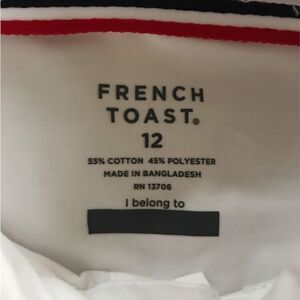 FRENCH
TOAST®
12
55% COTTON 45% POLYESTER
MADE IN BANGLADESH
RN 13706
I belong to